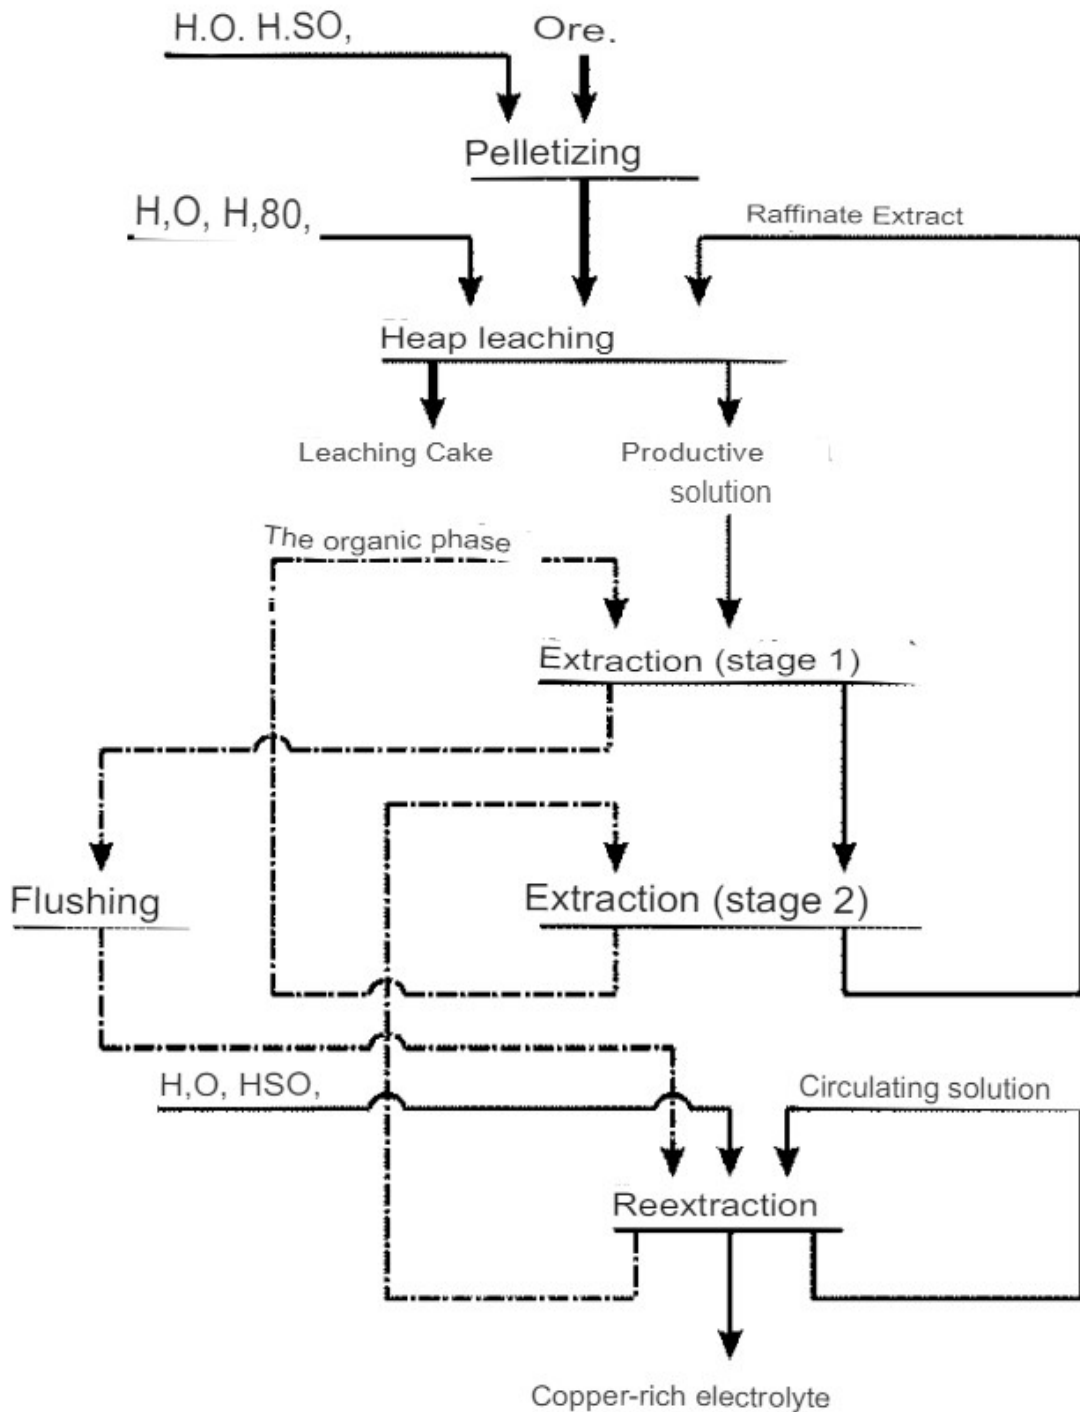 H.O. H.SO,
Ore.
Pelletizing
H,O, H,80,
Raffinate Extract
Heap leaching
Leaching Cake
Productive
solution
The organic phase
Extraction (stage 1)
Flushing
Extraction (stage 2)
H,O, HSO,
Circulating solution
Reextraction
Copper-rich electrolyte